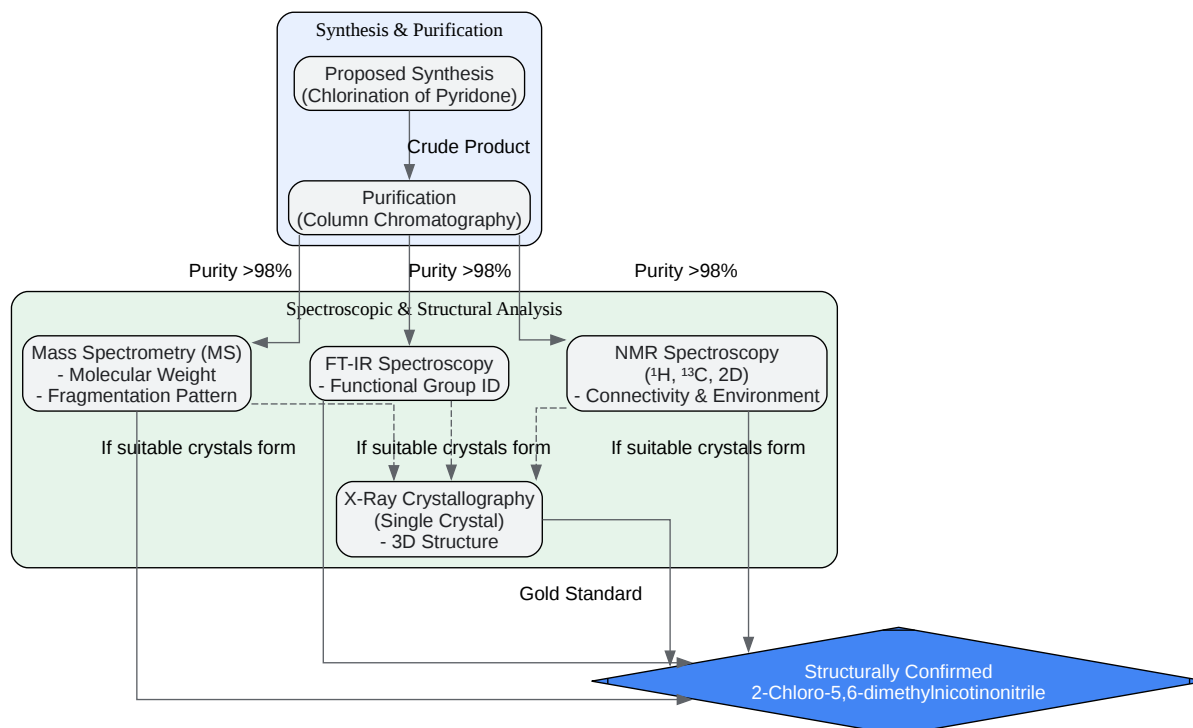 Synthesis & Purification
Proposed Synthesis
(Chlorination of Pyridone)
Crude Product
Purification
(Column Chromatography)
Purity >98%
Purity >98%
Purity >98%
Spectroscopic & Structural Analysis
Mass Spectrometry (MS)
- Molecular Weight
- Fragmentation Pattern
FT-IR Spectroscopy
- Functional Group ID
NMR Spectroscopy
(¹H, ¹³C, 2D)
- Connectivity & Environment
If suitable crystals form
If suitable crystals form
If suitable crystals form
X-Ray Crystallography
(Single Crystal)
- 3D Structure
Gold Standard
Structurally Confirmed
2-Chloro-5,6-dimethylnicotinonitrile